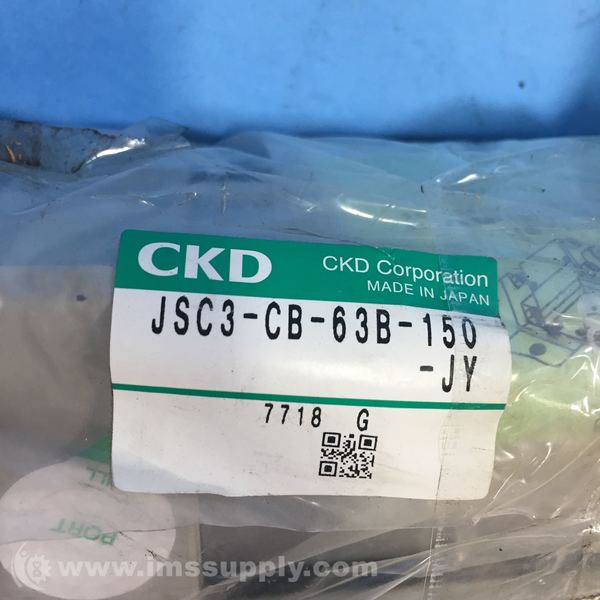 CKD
CKD Corporation
MADE IN JAPAN
JSC3-CB-63B-150
-JY
7718 G
PORT
www.imssupply.com